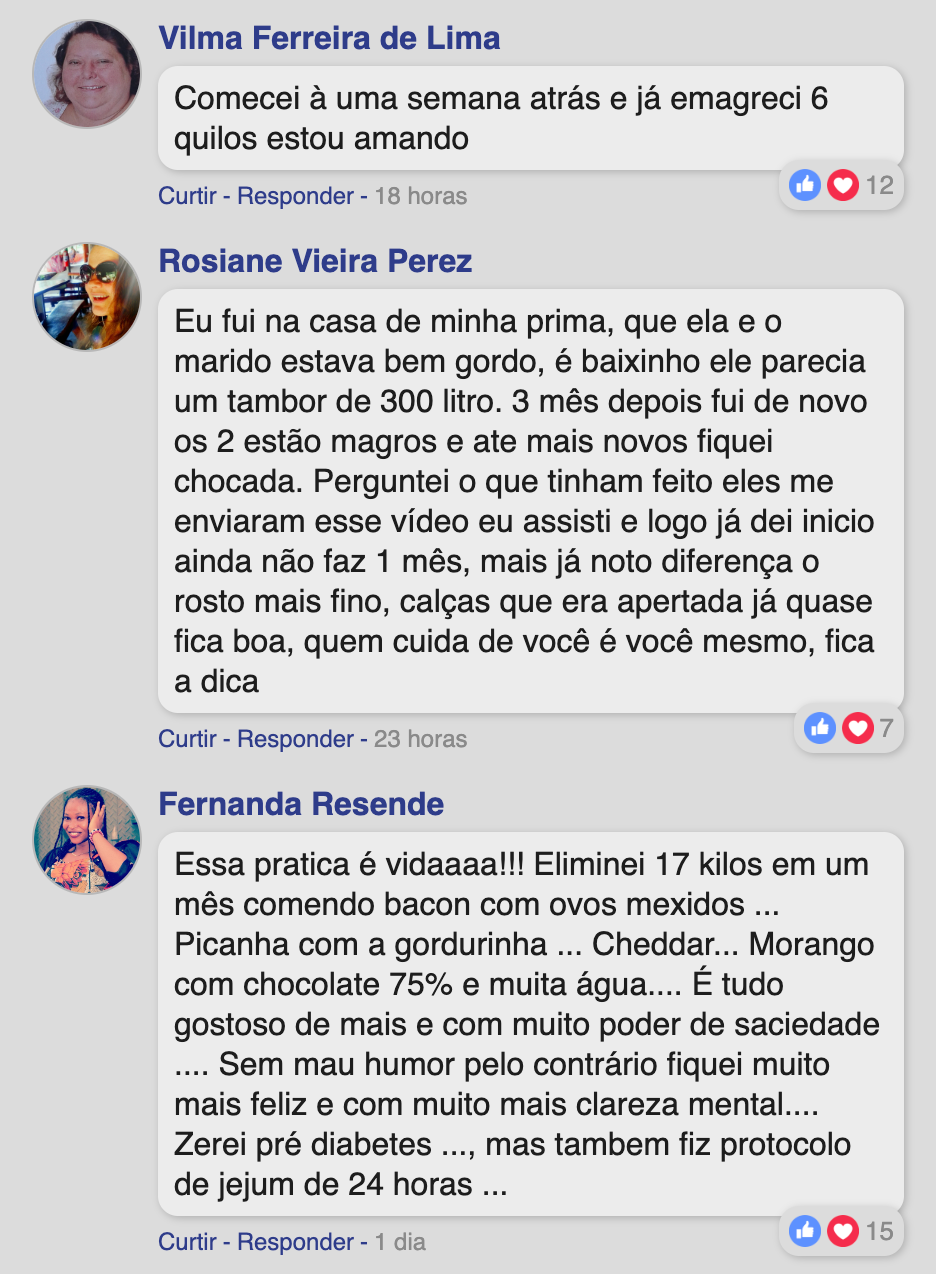 Vilma Ferreira de Lima
Comecei à uma semana atrás e já emagreci 6
quilos estou amando
Curtir - Responder - 18 horas
12
Rosiane Vieira Perez
Eu fui na casa de minha prima, que ela e o
marido estava bem gordo, é baixinho ele parecia
um tambor de 300 litro. 3 mês depois fui de novo
os 2 estão magros e ate mais novos fiquei
chocada. Perguntei o que tinham feito eles me
enviaram esse vídeo eu assisti e logo já dei inicio
ainda não faz 1 mês, mais já noto diferença o
rosto mais fino, calças que era apertada já quase
fica boa, quem cuida de você é você mesmo, fica
a dica
Curtir - Responder - 23 horas
7
Fernanda Resende
Essa pratica é vidaaaa!!! Eliminei 17 kilos em um
mês comendo bacon com ovos mexidos ...
Picanha com a gordurinha ... Cheddar... Morango
com chocolate 75% e muita água.... É tudo
gostoso de mais e com muito poder de saciedade
.... Sem mau humor pelo contrário fiquei muito
mais feliz e com muito mais clareza mental....
Zerei pré diabetes ..., mas tambem fiz protocolo
de jejum de 24 horas ...
Curtir - Responder - 1 dia
15